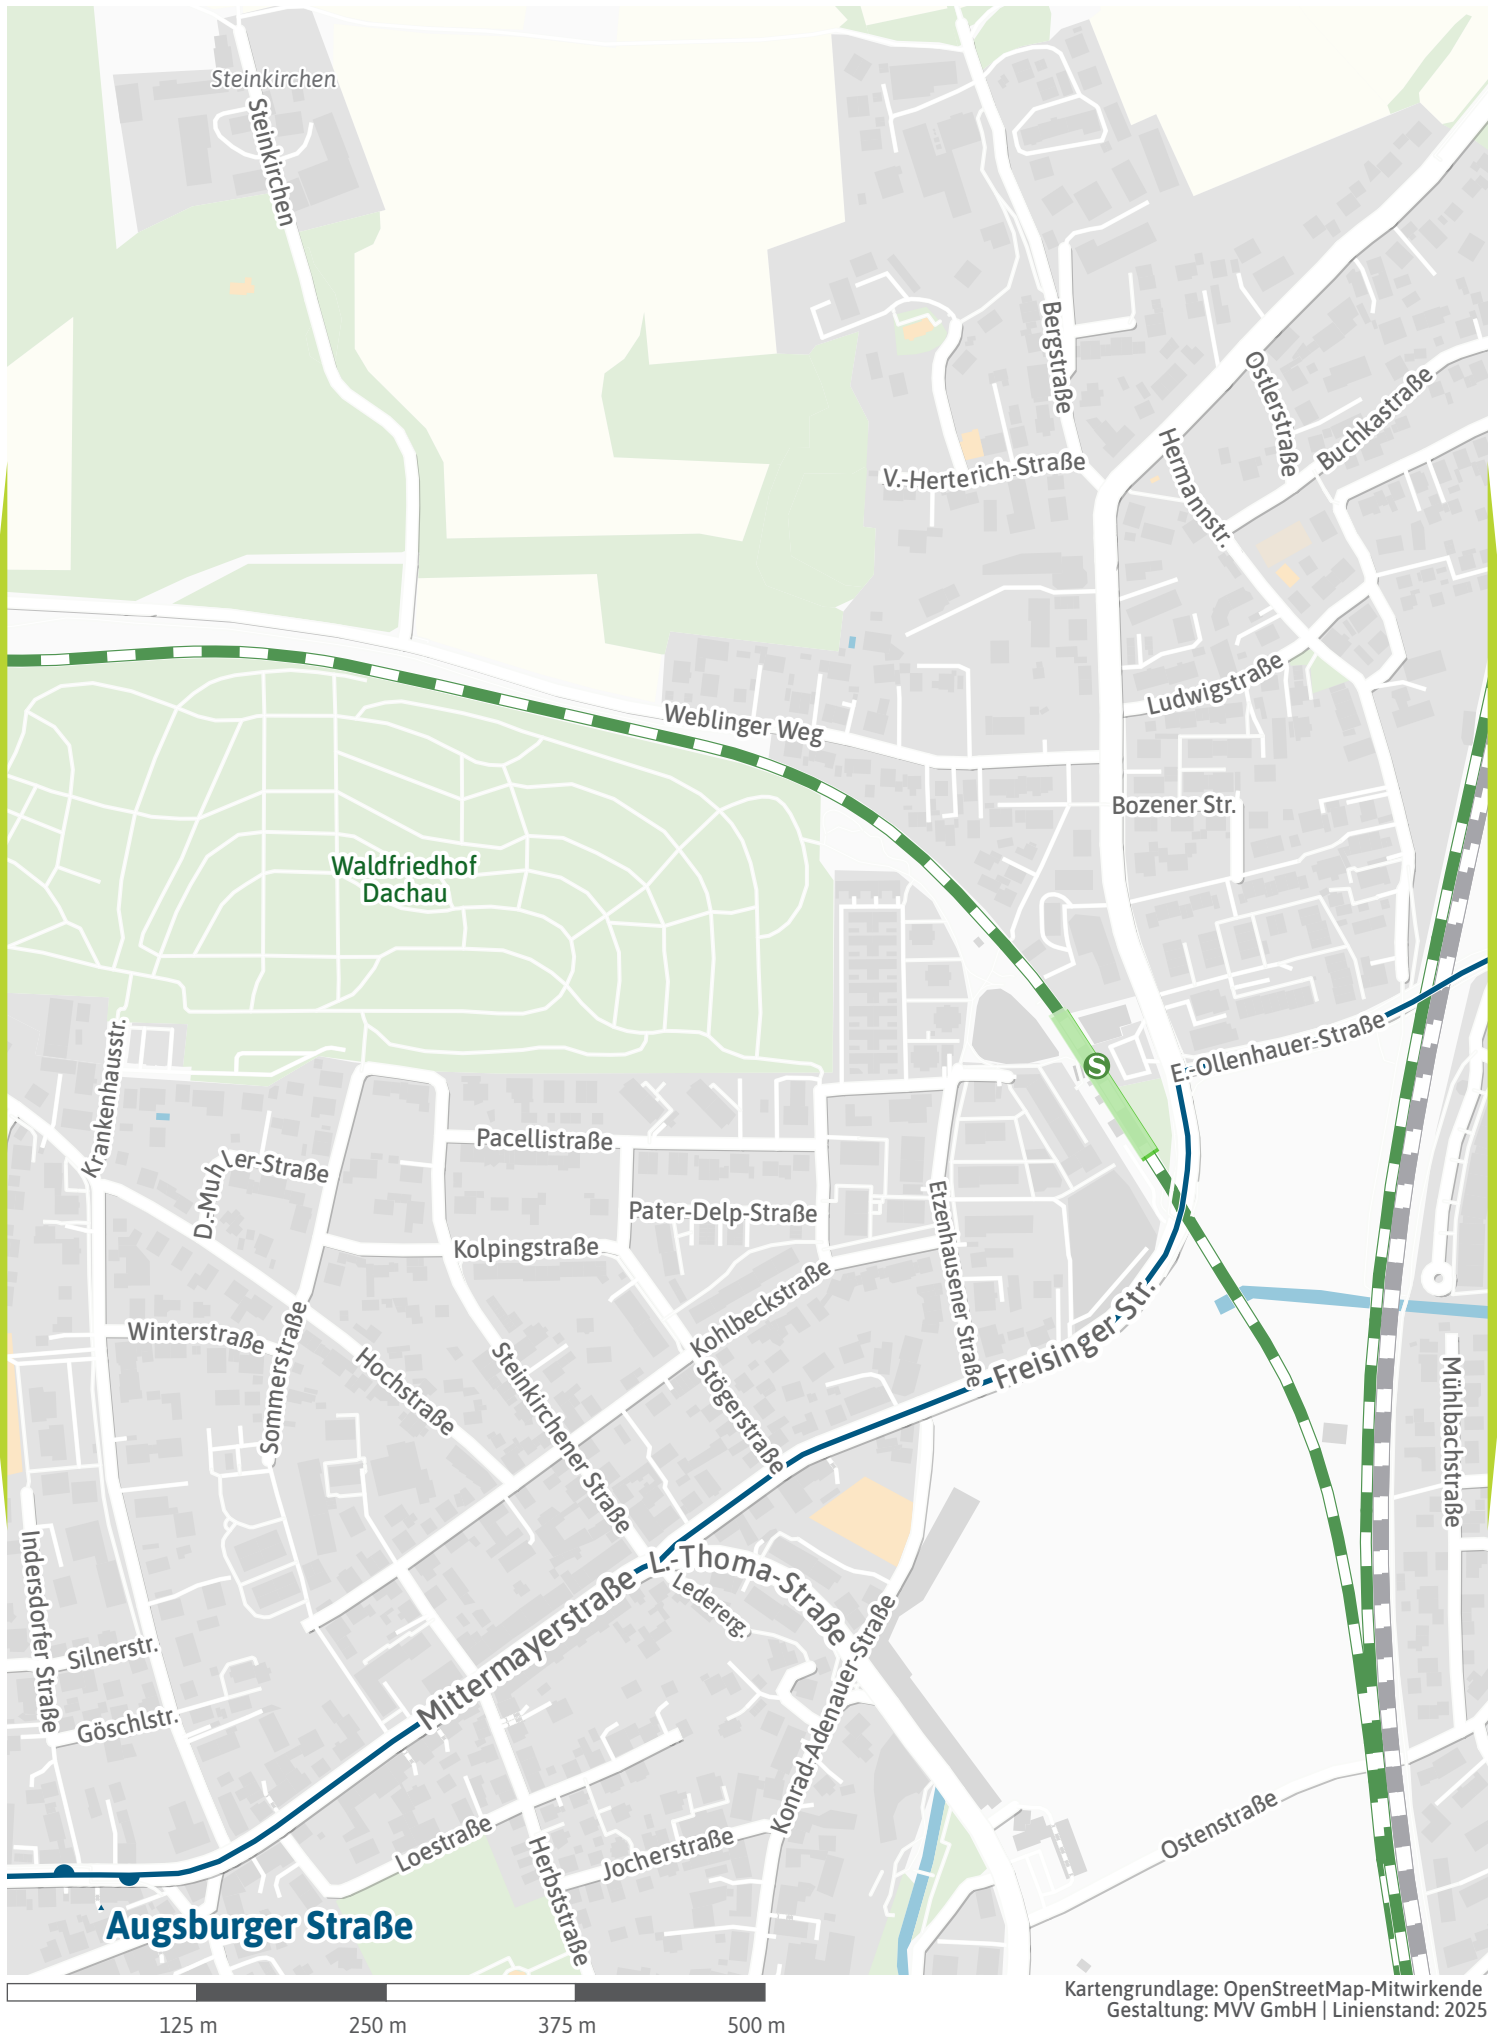 Steinkirchen
Steinkirchen
Bergstraße
Ostlerstraße
Buchkastraße
Hermannstr.
V.-Herterich-Straße
Ludwigstraße
Weblinger Weg
Bozener Str.
Waldfriedhof
Dachau
E.-Ollenhauer-Straße
S
Krankenhausstr.
Pacellistraße
D.-Muh
ler-Straße
Etzenhausener Straße
Pater-Delp-Straße
Kolpingstraße
Kohlbeckstraße
Winterstraße
Sommerstraße
Hochstraße
Steinkirchener Straße
Stögerstraße
Freisinger Str.
Mühlbachstraße
Indersdorfer Straße
L.-Thoma-Straße
Ledererg.
Mittermayerstraße
Konrad-Adenauer-Straße
Silnerstr.
Göschlstr.
Loestraße
Herbststraße
Jocherstraße
Ostenstraße
Augsburger Straße
Kartengrundlage: OpenStreetMap-Mitwirkende
Gestaltung: MVV GmbH | Linienstand: 2025
125 m 250 m 375 m 500 m